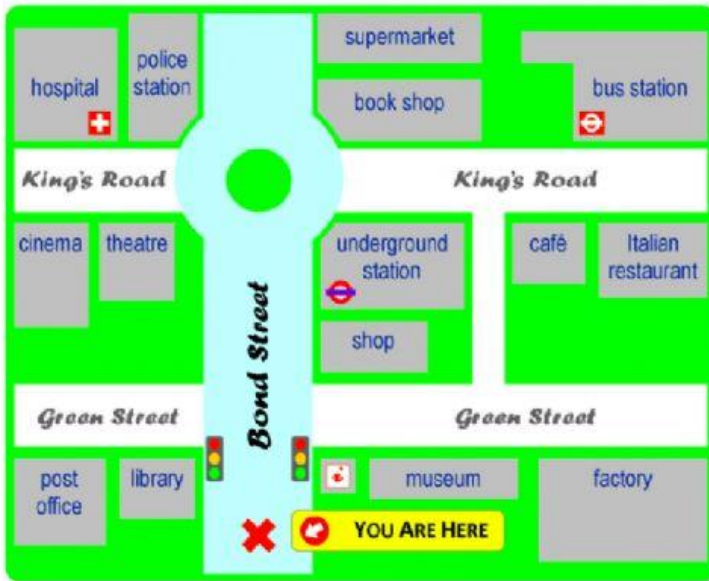 supermarket
police
station
hospital
book shop
bus station
King's Road
King's Road
cinema
theatre
underground
station
café
Italian
restaurant
shop
Bond Street
Green Street
Green Street
post
office
library
i
museum
factory
YOU ARE HERE